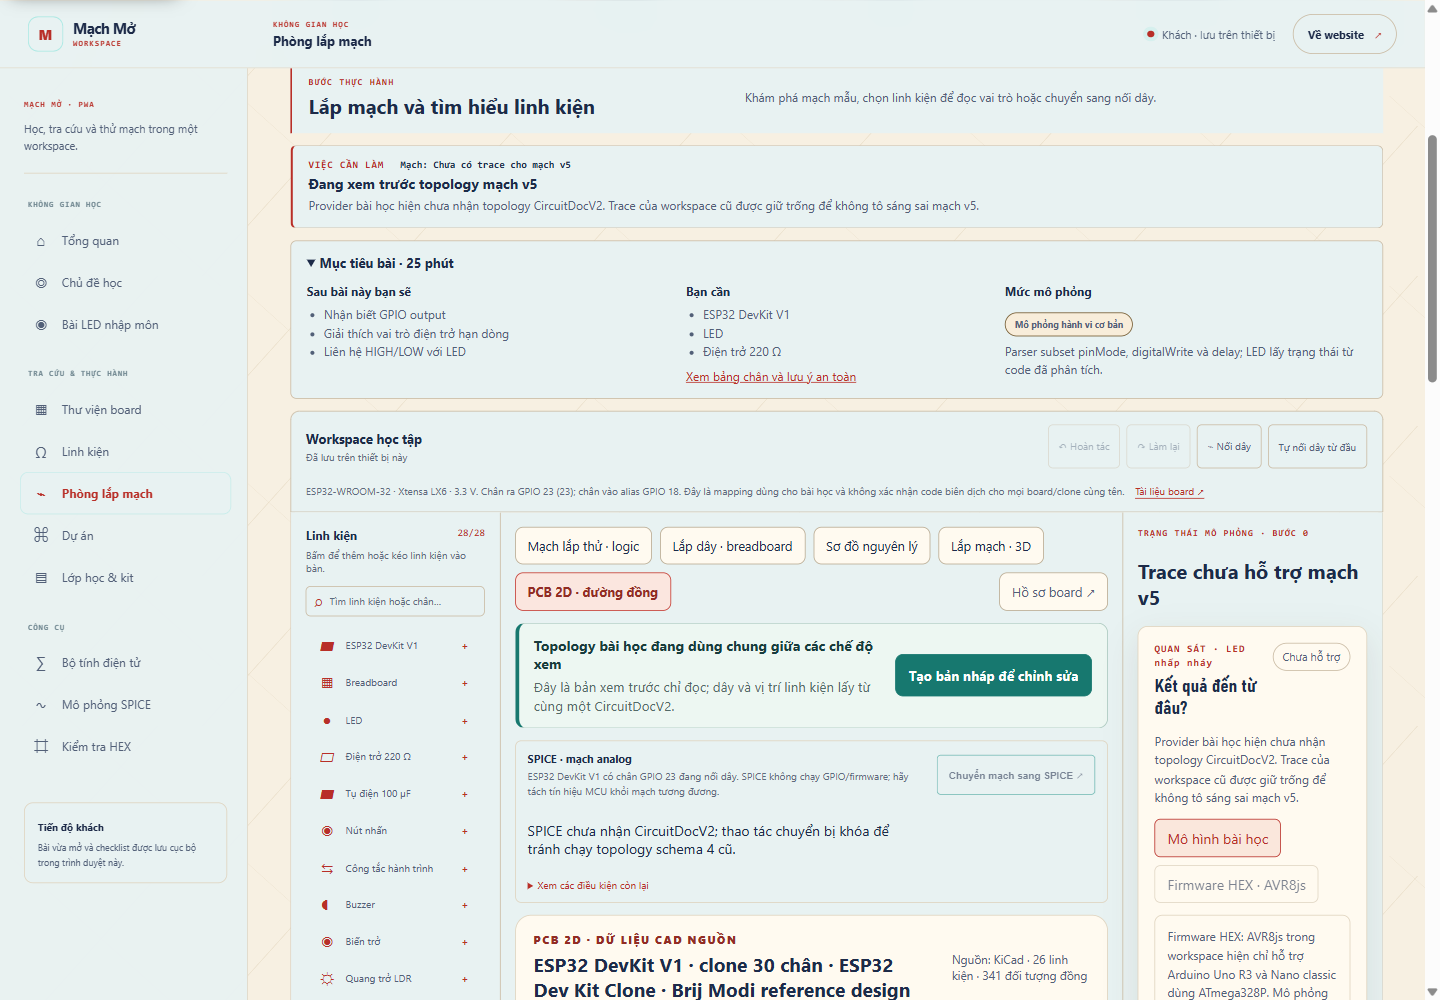 M
Mạch Mở
WORKSPACE
KHÔNG GIAN HỌC
Phòng lắp mạch
Khách · lưu trên thiết bị
Về website ↗
MẠCH MỞ · PWA
Học, tra cứu và thử mạch trong một
workspace.
KHÔNG GIAN HỌC
Tổng quan
Chủ đề học
Bài LED nhập môn
TRA CỨU & THỰC HÀNH
Thư viện board
Ω Linh kiện
Phòng lắp mạch
Dự án
Lớp học & kit
CÔNG CỤ
∑ Bộ tính điện tử
Mô phỏng SPICE
Kiểm tra HEX
Tiến độ khách
Bài vừa mở và checklist được lưu cục bộ
trong trình duyệt này.
BƯỚC THỰC HÀNH
Lắp mạch và tìm hiểu linh kiện
Khám phá mạch mẫu, chọn linh kiện để đọc vai trò hoặc chuyển sang nối dây.
VIỆC CẦN LÀM Mạch: Chưa có trace cho mạch v5
Đang xem trước topology mạch v5
Provider bài học hiện chưa nhận topology CircuitDocV2. Trace của workspace cũ được giữ trống để không tô sáng sai mạch v5.
▼ Mục tiêu bài · 25 phút
Sau bài này bạn sẽ
• Nhận biết GPIO output
• Giải thích vai trò điện trở hạn dòng
• Liên hệ HIGH/LOW với LED
Bạn cần
• ESP32 DevKit V1
• LED
• Điện trở 220 Ω
Xem bảng chân và lưu ý an toàn
Mức mô phỏng
Mô phỏng hành vi cơ bản
Parser subset pinMode, digitalWrite và delay; LED lấy trạng thái từ
code đã phân tích.
Workspace học tập
Đã lưu trên thiết bị này
↶ Hoàn tác
↷ Làm lại
~ Nối dây
Tự nối dây từ đầu
ESP32-WROOM-32 · Xtensa LX6 · 3.3 V. Chân ra GPIO 23 (23); chân vào alias GPIO 18. Đây là mapping dùng cho bài học và không xác nhận code biên dịch cho mọi board/clone cùng tên. Tài liệu board ↗
Linh kiện 28/28
Bấm để thêm hoặc kéo linh kiện vào
bàn.
Tìm linh kiện hoặc chân...
ESP32 DevKit V1 +
Breadboard +
LED +
Điện trở 220 Ω +
Tụ điện 100 µF +
Nút nhấn +
Công tắc hành trình +
Buzzer +
Biến trở +
Quang trở LDR +
Mạch lắp thử · logic
Lắp dây · breadboard
Sơ đồ nguyên lý
Lắp mạch · 3D
PCB 2D · đường đồng
Hồ sơ board ↗
Topology bài học đang dùng chung giữa các chế độ
xem
Đây là bản xem trước chỉ đọc; dây và vị trí linh kiện lấy từ
cùng một CircuitDocV2.
Tạo bản nháp để chỉnh sửa
SPICE · mạch analog
ESP32 DevKit V1 có chân GPIO 23 đang nối dây. SPICE không chạy GPIO/firmware; hãy
tách tín hiệu MCU khỏi mạch tương đương.
Chuyển mạch sang SPICE ↗
SPICE chưa nhận CircuitDocV2; thao tác chuyển bị khóa để
tránh chạy topology schema 4 cũ.
▶ Xem các điều kiện còn lại
PCB 2D · DỮ LIỆU CAD NGUỒN
ESP32 DevKit V1 · clone 30 chân · ESP32
Dev Kit Clone · Brij Modi reference design
Nguồn: KiCad · 26 linh
kiện · 341 đối tượng đồng
TRẠNG THÁI MÔ PHỎNG · BƯỚC 0
Trace chưa hỗ trợ mạch
v5
QUAN SÁT · LED
nhấp nháy
Chưa hỗ trợ
Kết quả đến từ
đâu?
Provider bài học hiện chưa nhận
topology CircuitDocV2. Trace của
workspace cũ được giữ trống để
không tô sáng sai mạch v5.
Mô hình bài học
Firmware HEX · AVR8js
Firmware HEX: AVR8js trong
workspace hiện chỉ hỗ trợ
Arduino Uno R3 và Nano classic
dùng ATmega328P. Mô phỏng